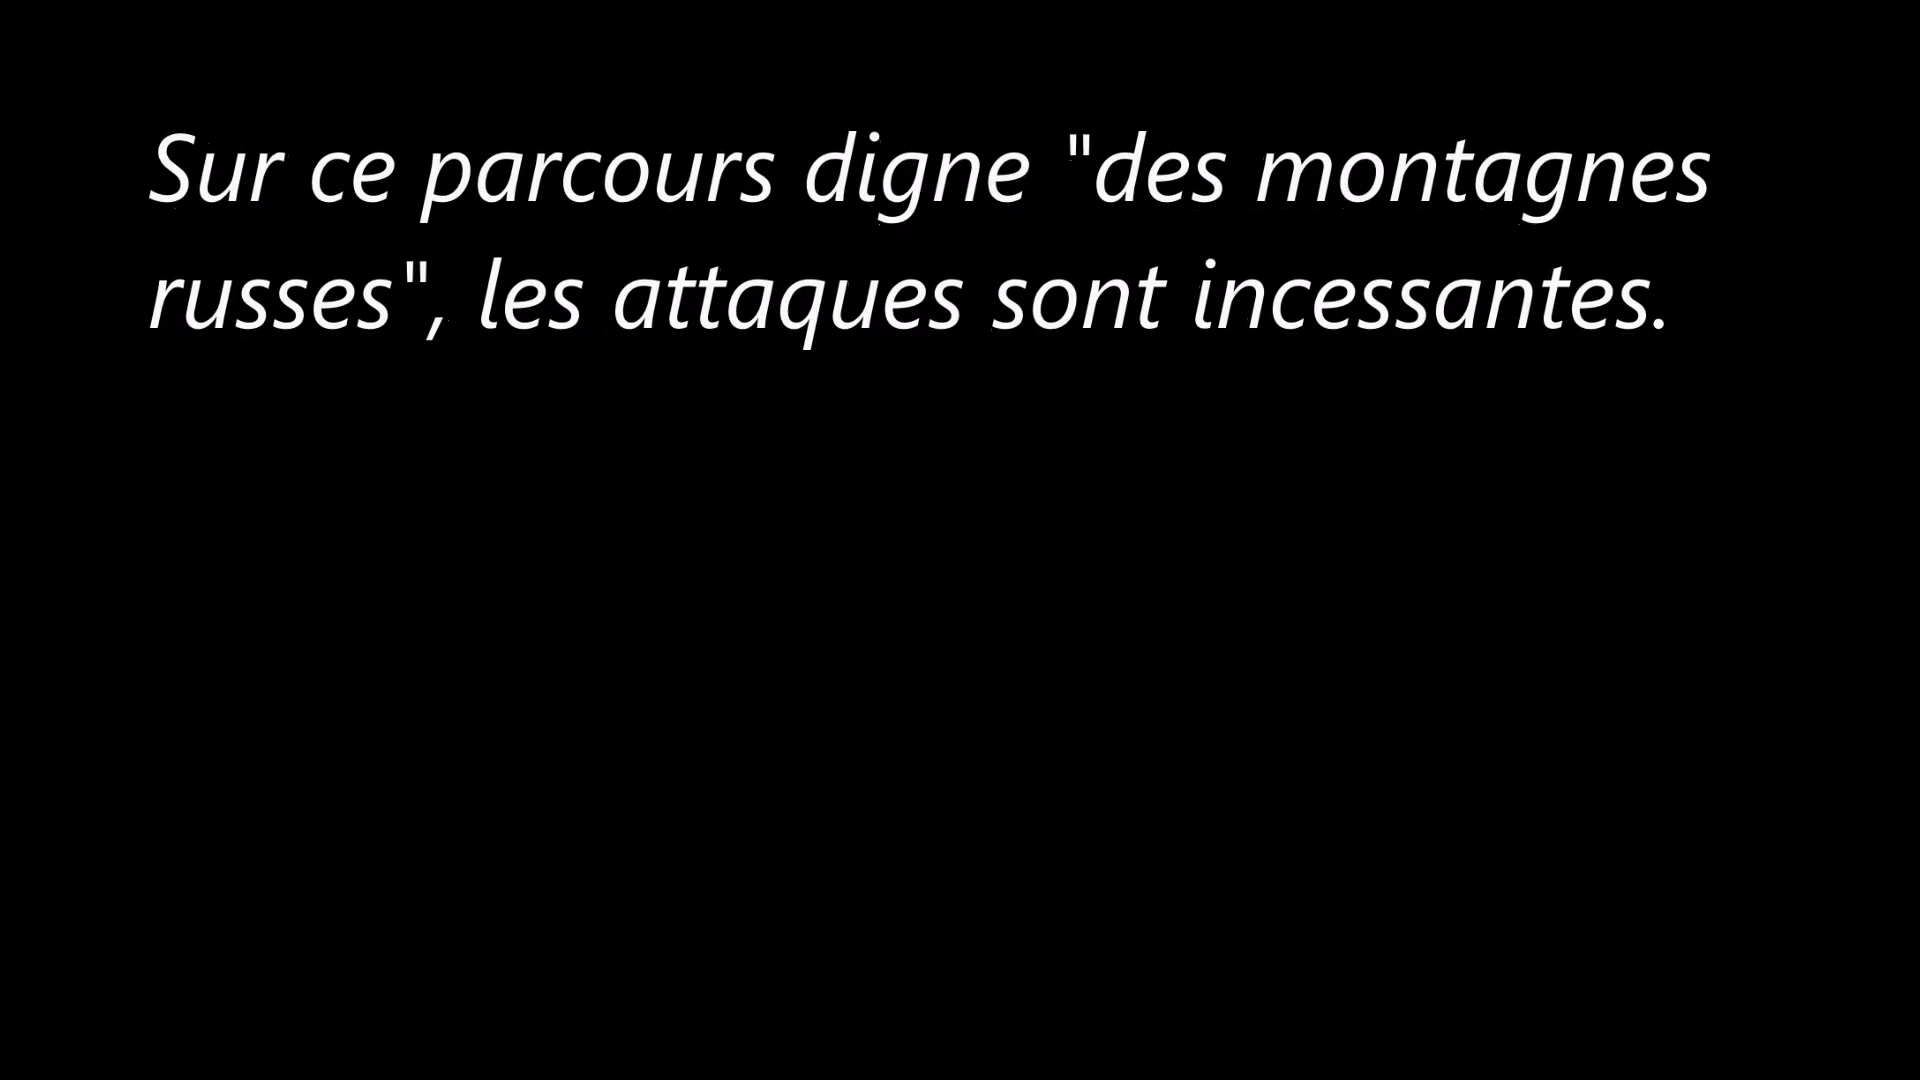 Sur ce parcours digne "des montagnes
russes", les attaques sont incessantes.